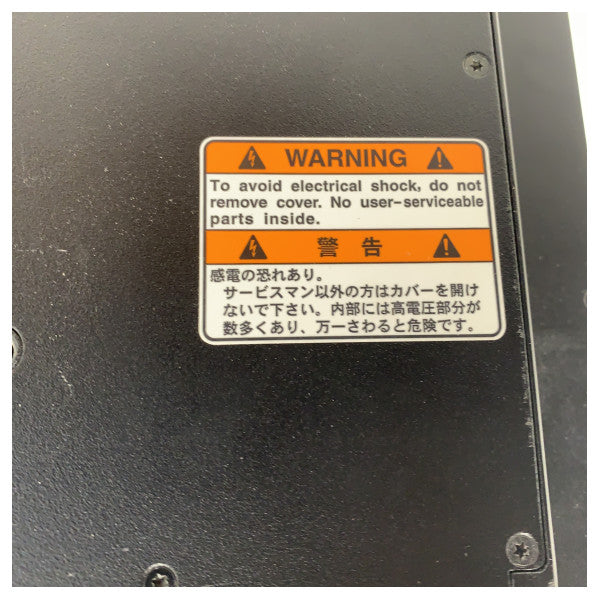 WARNING
To avoid electrical shock, do not
remove cover. No user-serviceable
parts inside.
警告
感電の恐れあり。
サービスマン以外の方はカバーを開け
ないで下さい。内部には高電圧部分が
数多くあり、万一さわると危険です。